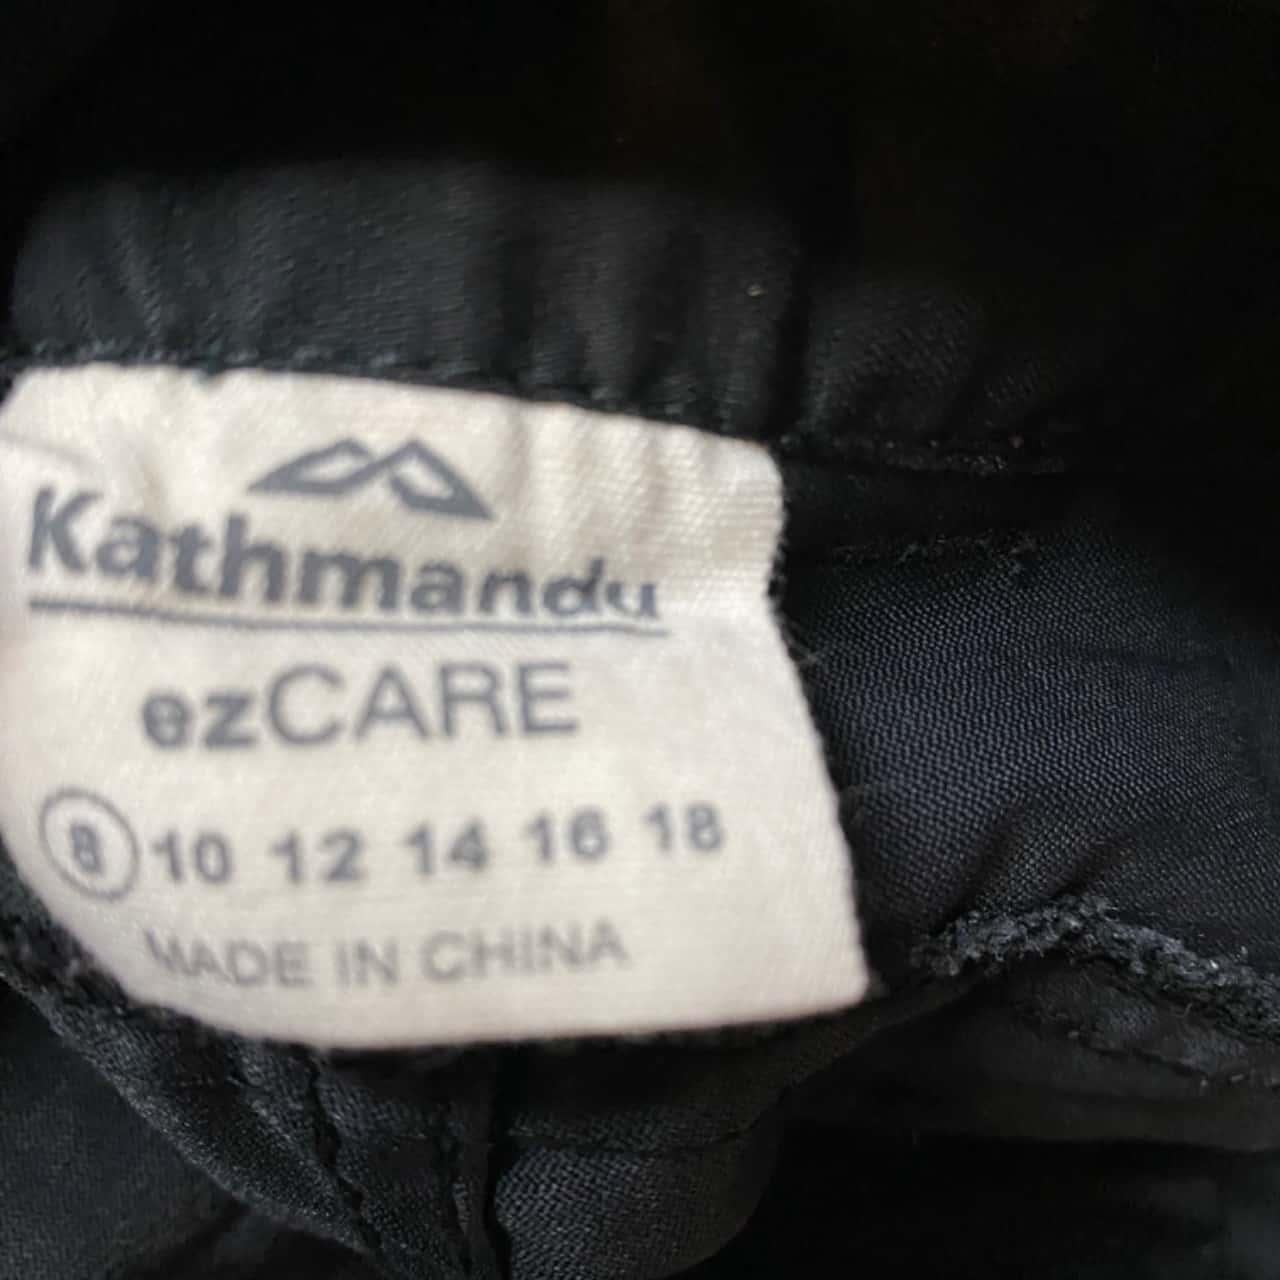 Kathmandu
ezCARE
8 10 12 14 16 18
MADE IN CHINA